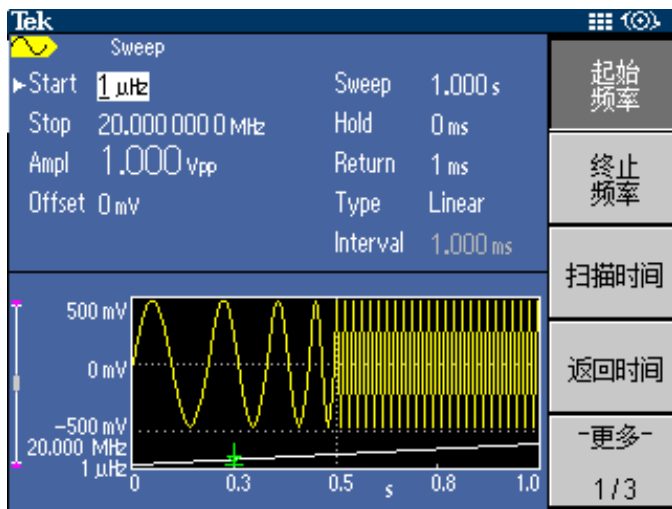 Tek
Sweep
Start 1 µHz Sweep 1.000 s
Stop 20.000 000 0 MHz Hold 0 ms
Ampl 1.000 Vpp Return 1 ms
Offset 0 mV Type Linear
Interval 1.000 ms
500 mV
0 mV
-500 mV
20.000 MHz
1 µHz
0 0.3 0.5 s 0.8 1.0
起始
频率
终止
频率
扫描时间
返回时间
-更多-
1/3